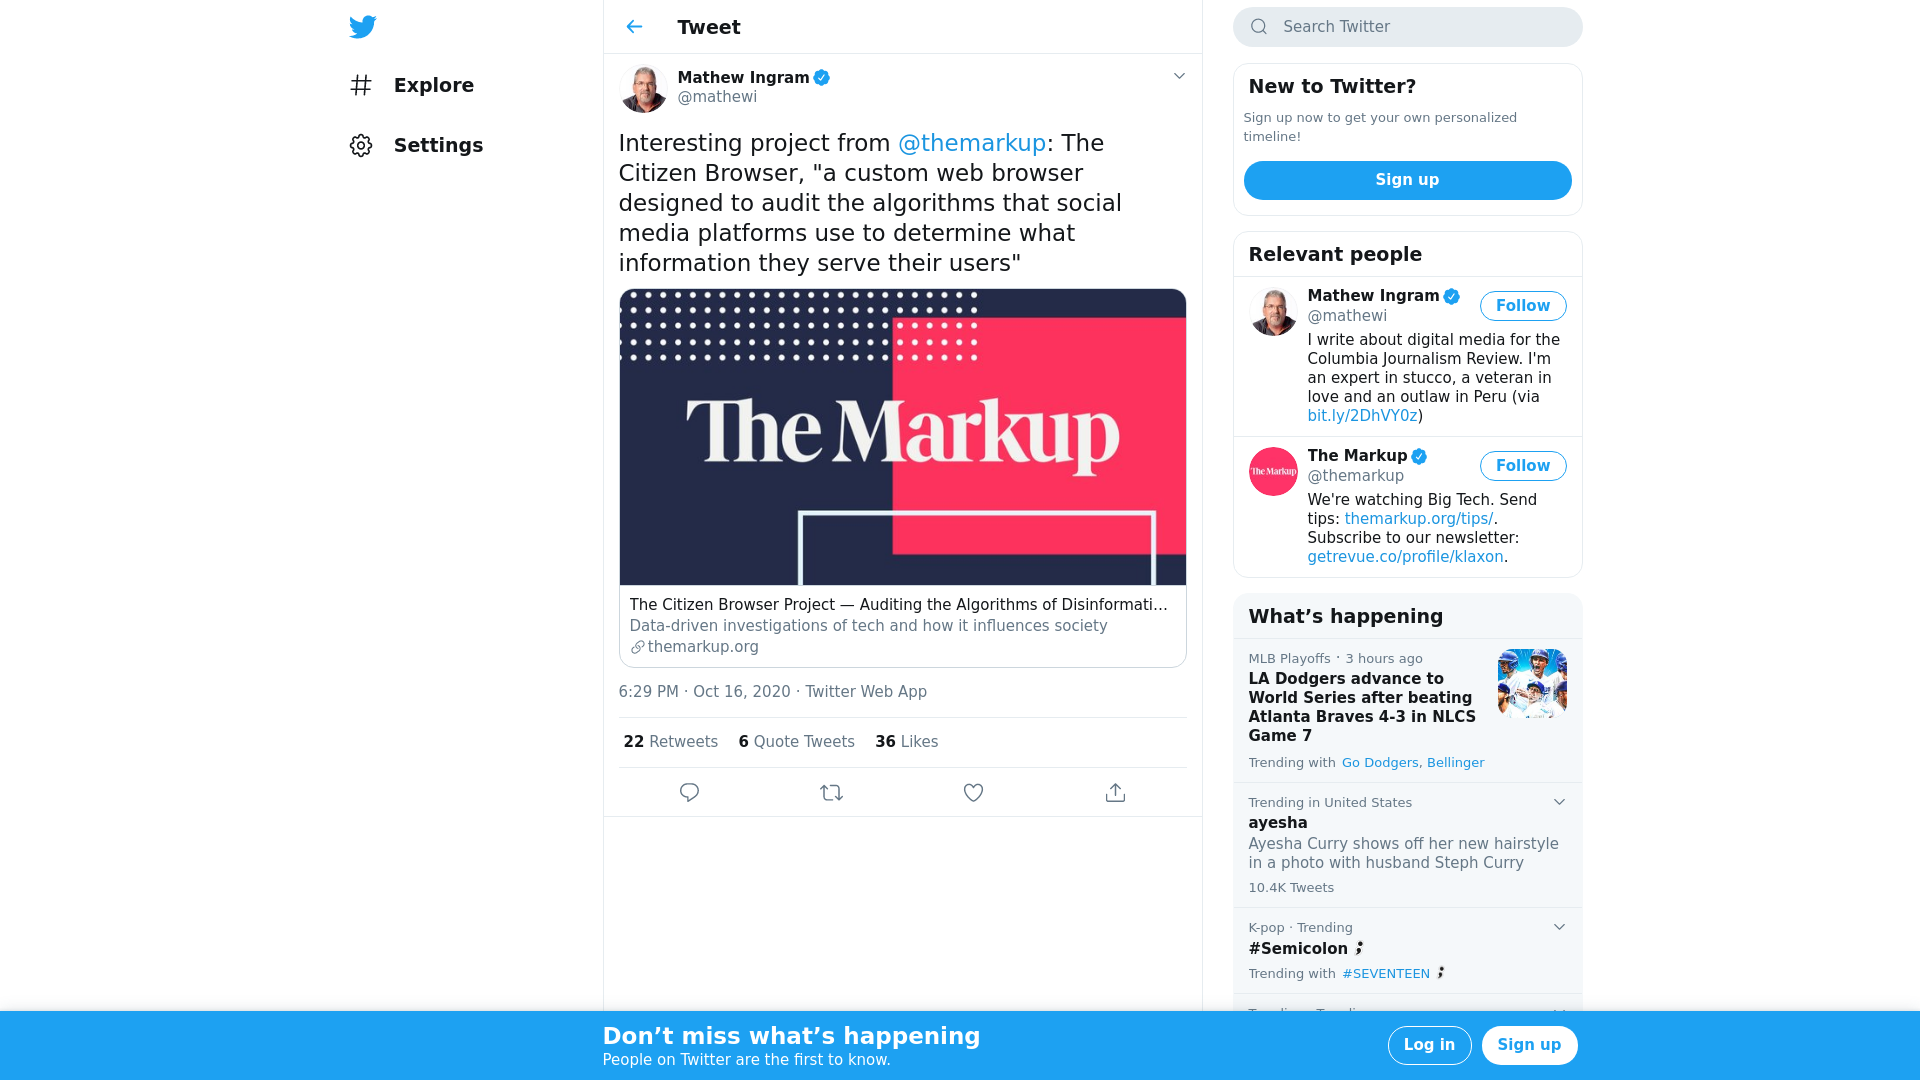 Explore
Settings
Tweet
Mathew Ingram
@mathewi
Interesting project from @themarkup: The
Citizen Browser, "a custom web browser
designed to audit the algorithms that social
media platforms use to determine what
information they serve their users"
The Markup
The Citizen Browser Project — Auditing the Algorithms of Disinformati…
Data-driven investigations of tech and how it influences society
themarkup.org
6:29 PM · Oct 16, 2020 · Twitter Web App
22 Retweets 6 Quote Tweets 36 Likes
Search Twitter
New to Twitter?
Sign up now to get your own personalized
timeline!
Sign up
Relevant people
Mathew Ingram
@mathewi
Follow
I write about digital media for the
Columbia Journalism Review. I'm
an expert in stucco, a veteran in
love and an outlaw in Peru (via
bit.ly/2DhVY0z)
The Markup
The Markup
@themarkup
Follow
We're watching Big Tech. Send
tips: themarkup.org/tips/.
Subscribe to our newsletter:
getrevue.co/profile/klaxon.
What’s happening
MLB Playoffs · 3 hours ago
LA Dodgers advance to
World Series after beating
Atlanta Braves 4-3 in NLCS
Game 7
Trending with Go Dodgers, Bellinger
Trending in United States
ayesha
Ayesha Curry shows off her new hairstyle
in a photo with husband Steph Curry
10.4K Tweets
K-pop · Trending
#Semicolon
Trending with #SEVENTEEN
Don’t miss what’s happening
People on Twitter are the first to know.
Log in
Sign up